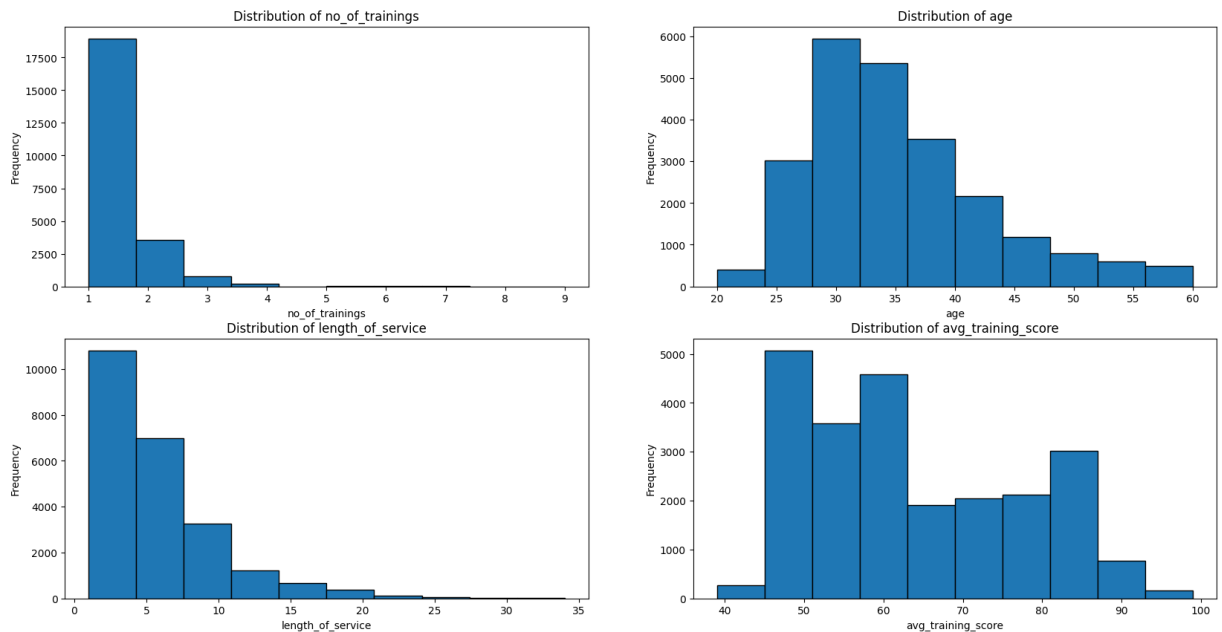 Distribution of no_of_trainings
17500
15000
12500
10000
7500
5000
2500
0
Frequency
1 2 3 4 5 6 7 8 9
no_of_trainings
Distribution of age
6000
5000
4000
3000
2000
1000
0
Frequency
20 25 30 35 40 45 50 55 60
age
Distribution of length_of_service
10000
8000
6000
4000
2000
0
Frequency
0 5 10 15 20 25 30 35
length_of_service
Distribution of avg_training_score
5000
4000
3000
2000
1000
0
Frequency
40 50 60 70 80 90 100
avg_training_score